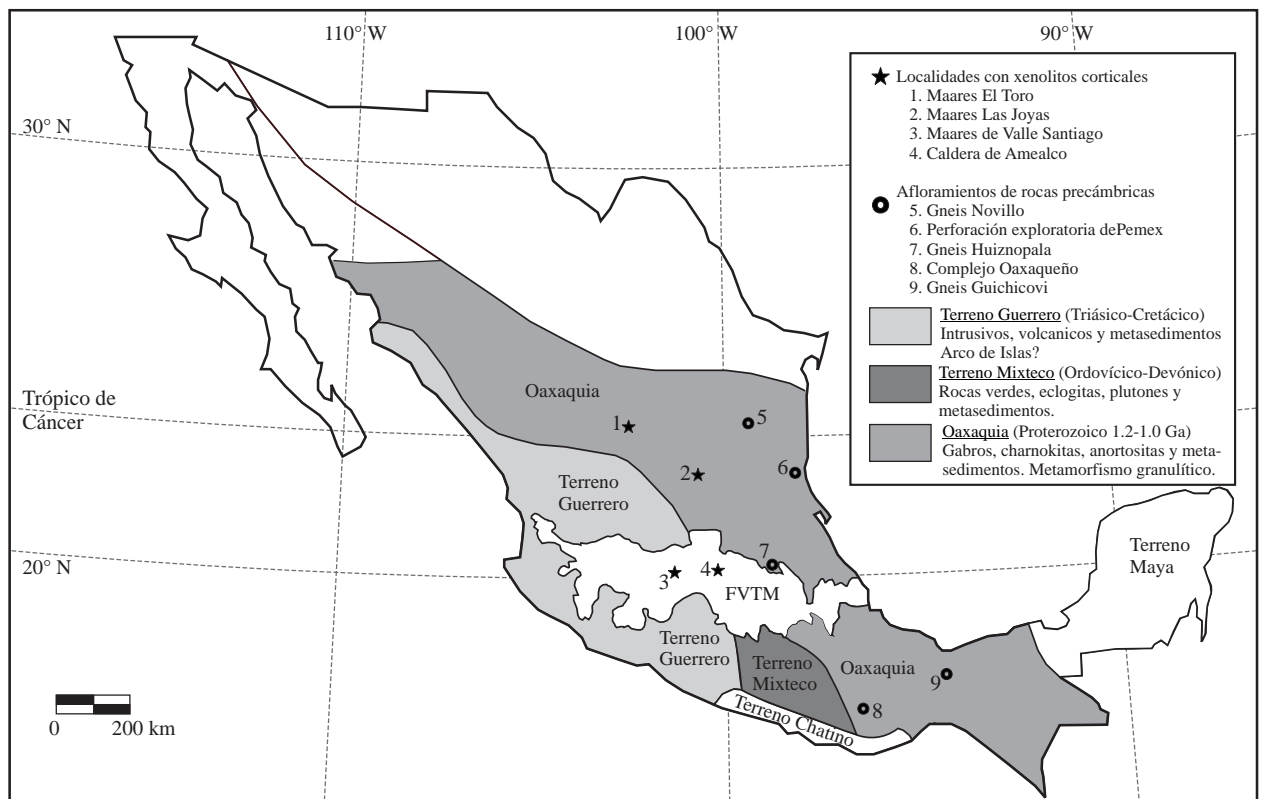 110° W
100° W
90° W
30° N
Trópico de
Cáncer
20° N
0
200 km
Localidades con xenolitos corticales
1. Maares El Toro
2. Maares Las Joyas
3. Maares de Valle Santiago
4. Caldera de Amealco
Afloramientos de rocas precámbricas
5. Gneis Novillo
6. Perforación exploratoria dePemex
7. Gneis Huiznopala
8. Complejo Oaxaqueño
9. Gneis Guichicovi
Terreno Guerrero (Triásico-Cretácico)
Intrusivos, volcanicos y metasedimentos
Arco de Islas?
Terreno Mixteco (Ordovícico-Devónico)
Rocas verdes, eclogitas, plutones y
metasedimentos.
Oaxaquia (Proterozoico 1.2-1.0 Ga)
Gabros, charnokitas, anortositas y meta-
sedimentos. Metamorfismo granulítico.
Oaxaquia
1
5
2
6
Terreno
Guerrero
7
3
4
FVTM
Terreno
Maya
Terreno
Guerrero
Terreno
Mixteco
Oaxaquia
9
8
Terreno Chatino